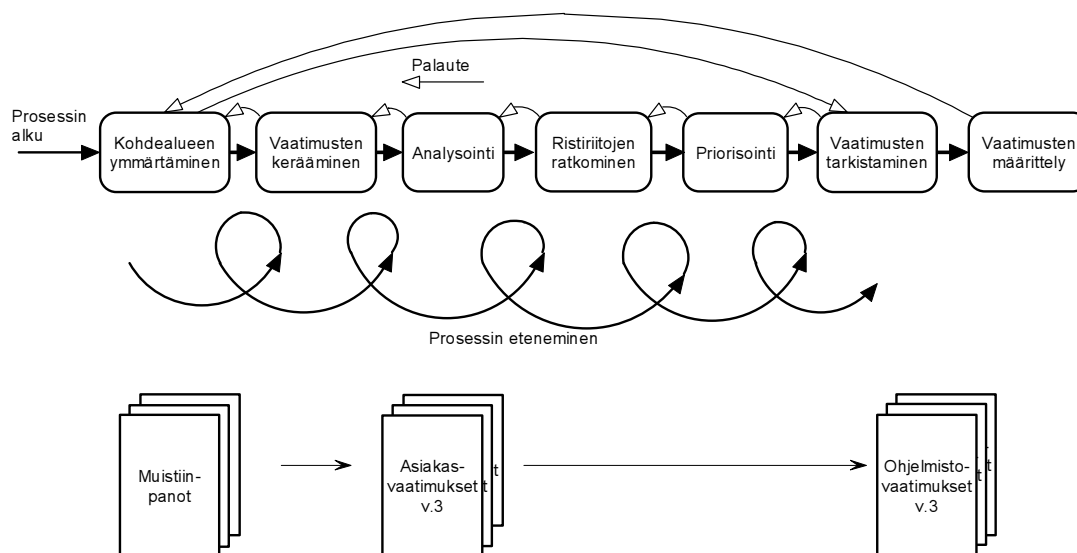 Palaute
Prosessin
alku
Kohdealueen
ymmärtäminen
Vaatimusten
kerääminen
Analysointi
Ristiriitojen
ratkominen
Priorisointi
Vaatimusten
tarkistaminen
Vaatimusten
määrittely
Prosessin eteneminen
Muistiin-
panot
Asiakas-
vaatimukset
v.3
Ohjelmisto-
vaatimukset
v.3